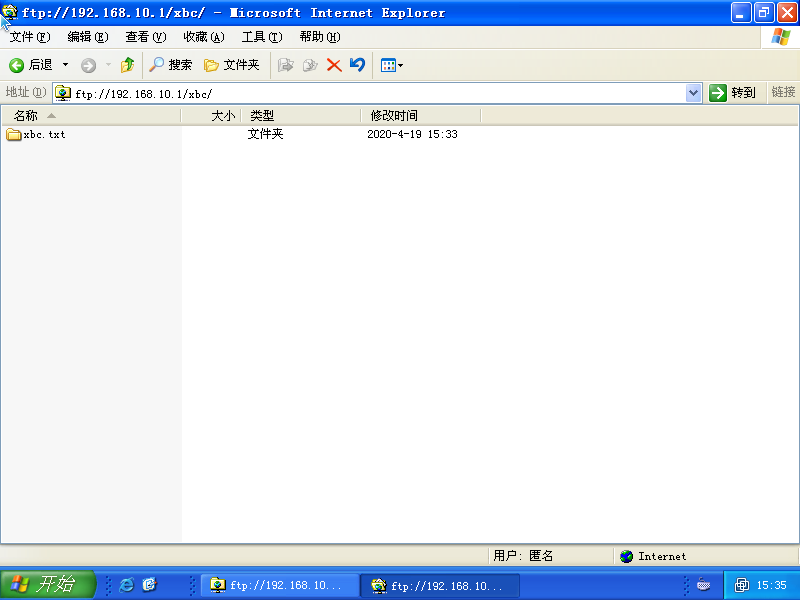 ftp://192.168.10.1/xbc/ - Microsoft Internet Explorer
文件(F) 编辑(E) 查看(V) 收藏(A) 工具(T) 帮助(H)
后退 搜索 文件夹
地址(D) ftp://192.168.10.1/xbc/ 转到 链接
名称 大小 类型 修改时间
xbc.txt 文件夹 2020-4-19 15:33
用户: 匿名 Internet
开始 ftp://192.168.10... ftp://192.168.10... 15:35